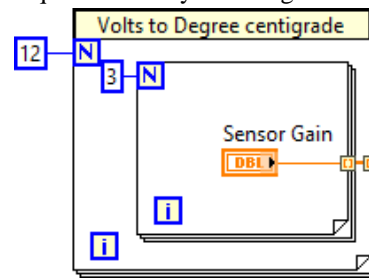 Volts to Degree centigrade
12
N
3
N
Sensor Gain
DBL
i
i